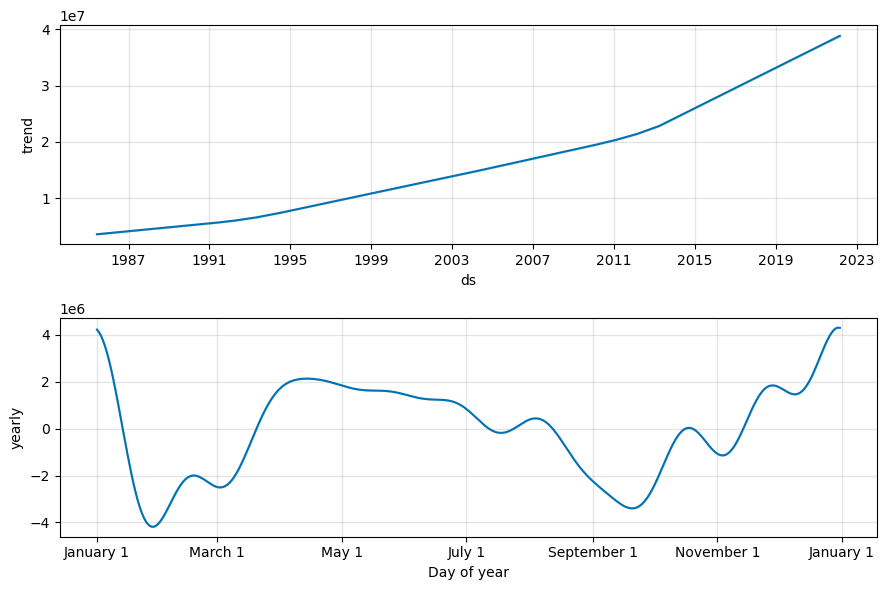 1e7
4
3
2
1
trend
1987 1991 1995 1999 2003 2007 2011 2015 2019 2023
ds
1e6
4
2
0
−2
−4
yearly
January 1 March 1 May 1 July 1 September 1 November 1 January 1
Day of year